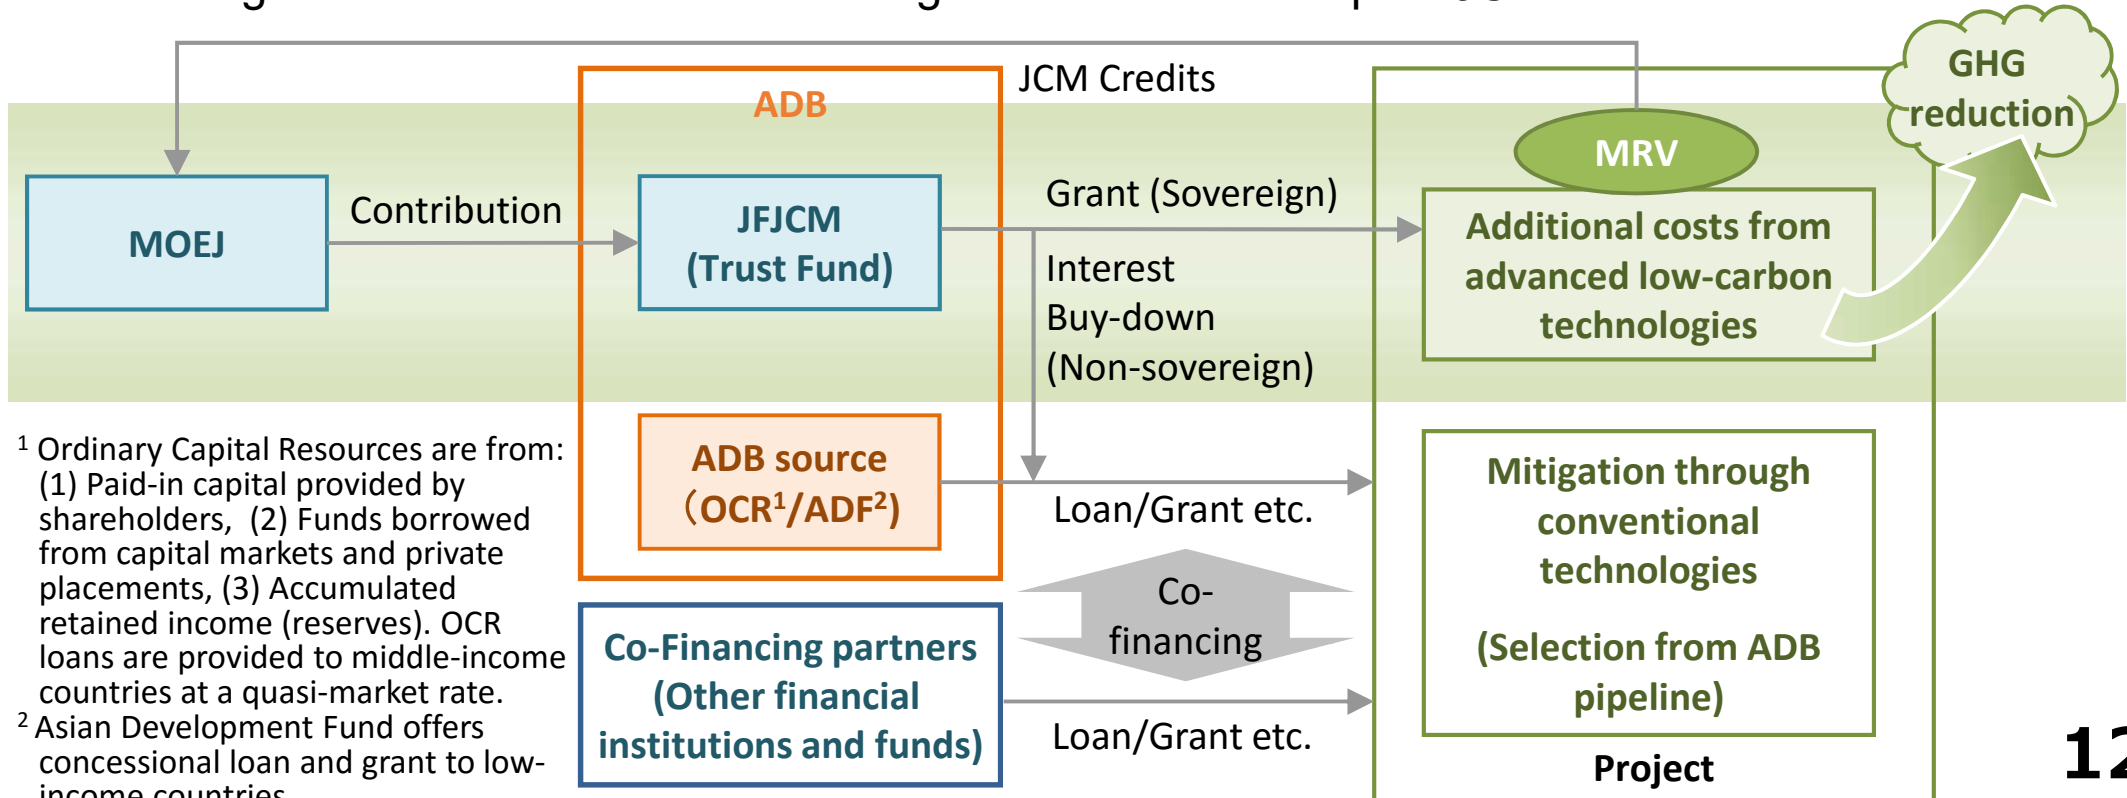 JCM Credits
GHG
reduction
ADB
MRV
MOEJ
Contribution
JFJCM
(Trust Fund)
Grant (Sovereign)
Interest
Buy-down
(Non-sovereign)
Additional costs from
advanced low-carbon
technologies
¹ Ordinary Capital Resources are from:
(1) Paid-in capital provided by
shareholders, (2) Funds borrowed
from capital markets and private
placements, (3) Accumulated
retained income (reserves). OCR
loans are provided to middle-income
countries at a quasi-market rate.
² Asian Development Fund offers
concessional loan and grant to low-
income countries
ADB source
（OCR¹/ADF²)
Loan/Grant etc.
Co-
financing
Co-Financing partners
(Other financial
institutions and funds)
Loan/Grant etc.
Mitigation through
conventional
technologies
(Selection from ADB
pipeline)
Project
12